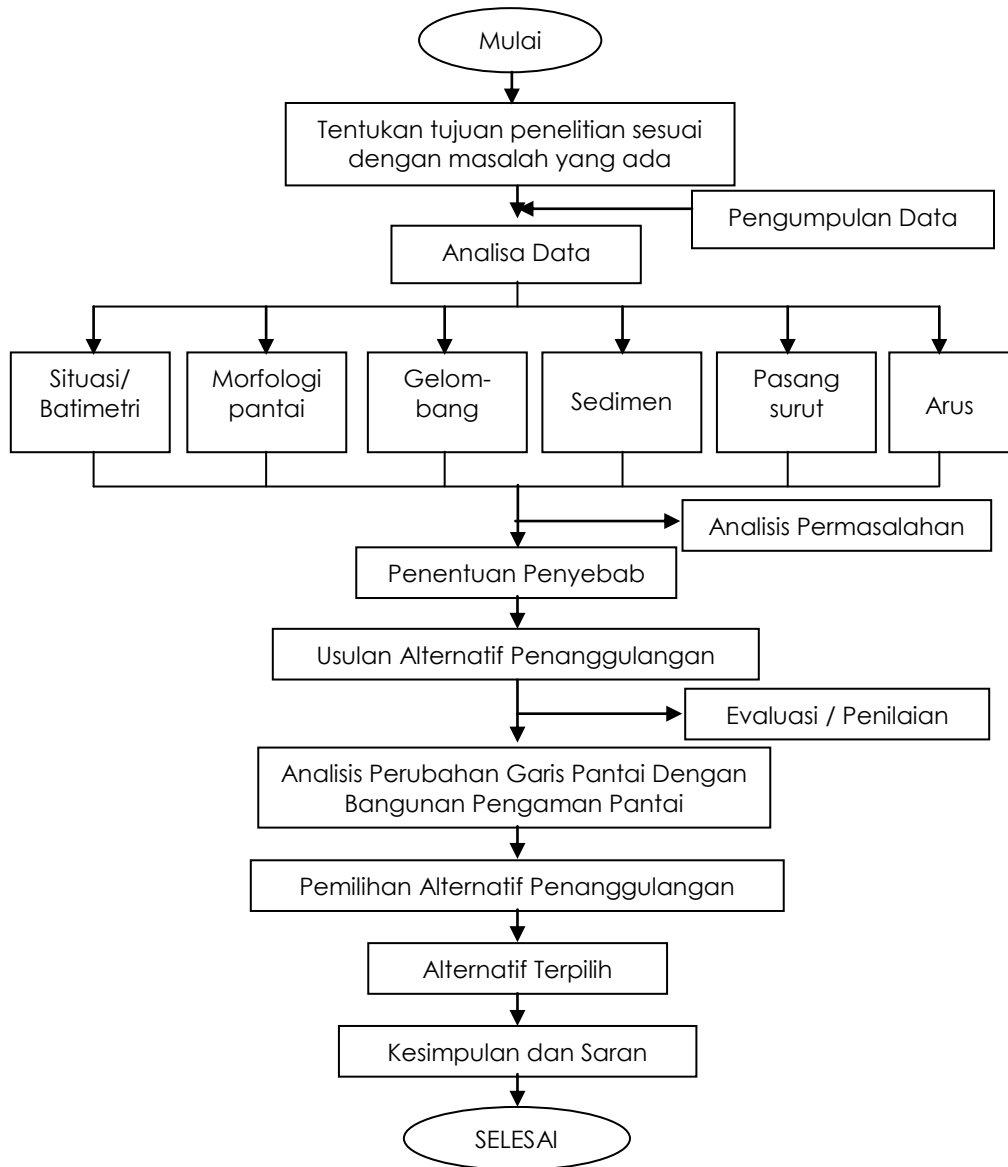 Mulai
Tentukan tujuan penelitian sesuai
dengan masalah yang ada
Pengumpulan Data
Analisa Data
Situasi/
Batimetri
Morfologi
pantai
Gelom-
bang
Sedimen
Pasang
surut
Arus
Analisis Permasalahan
Penentuan Penyebab
Usulan Alternatif Penanggulangan
Evaluasi / Penilaian
Analisis Perubahan Garis Pantai Dengan
Bangunan Pengaman Pantai
Pemilihan Alternatif Penanggulangan
Alternatif Terpilih
Kesimpulan dan Saran
SELESAI